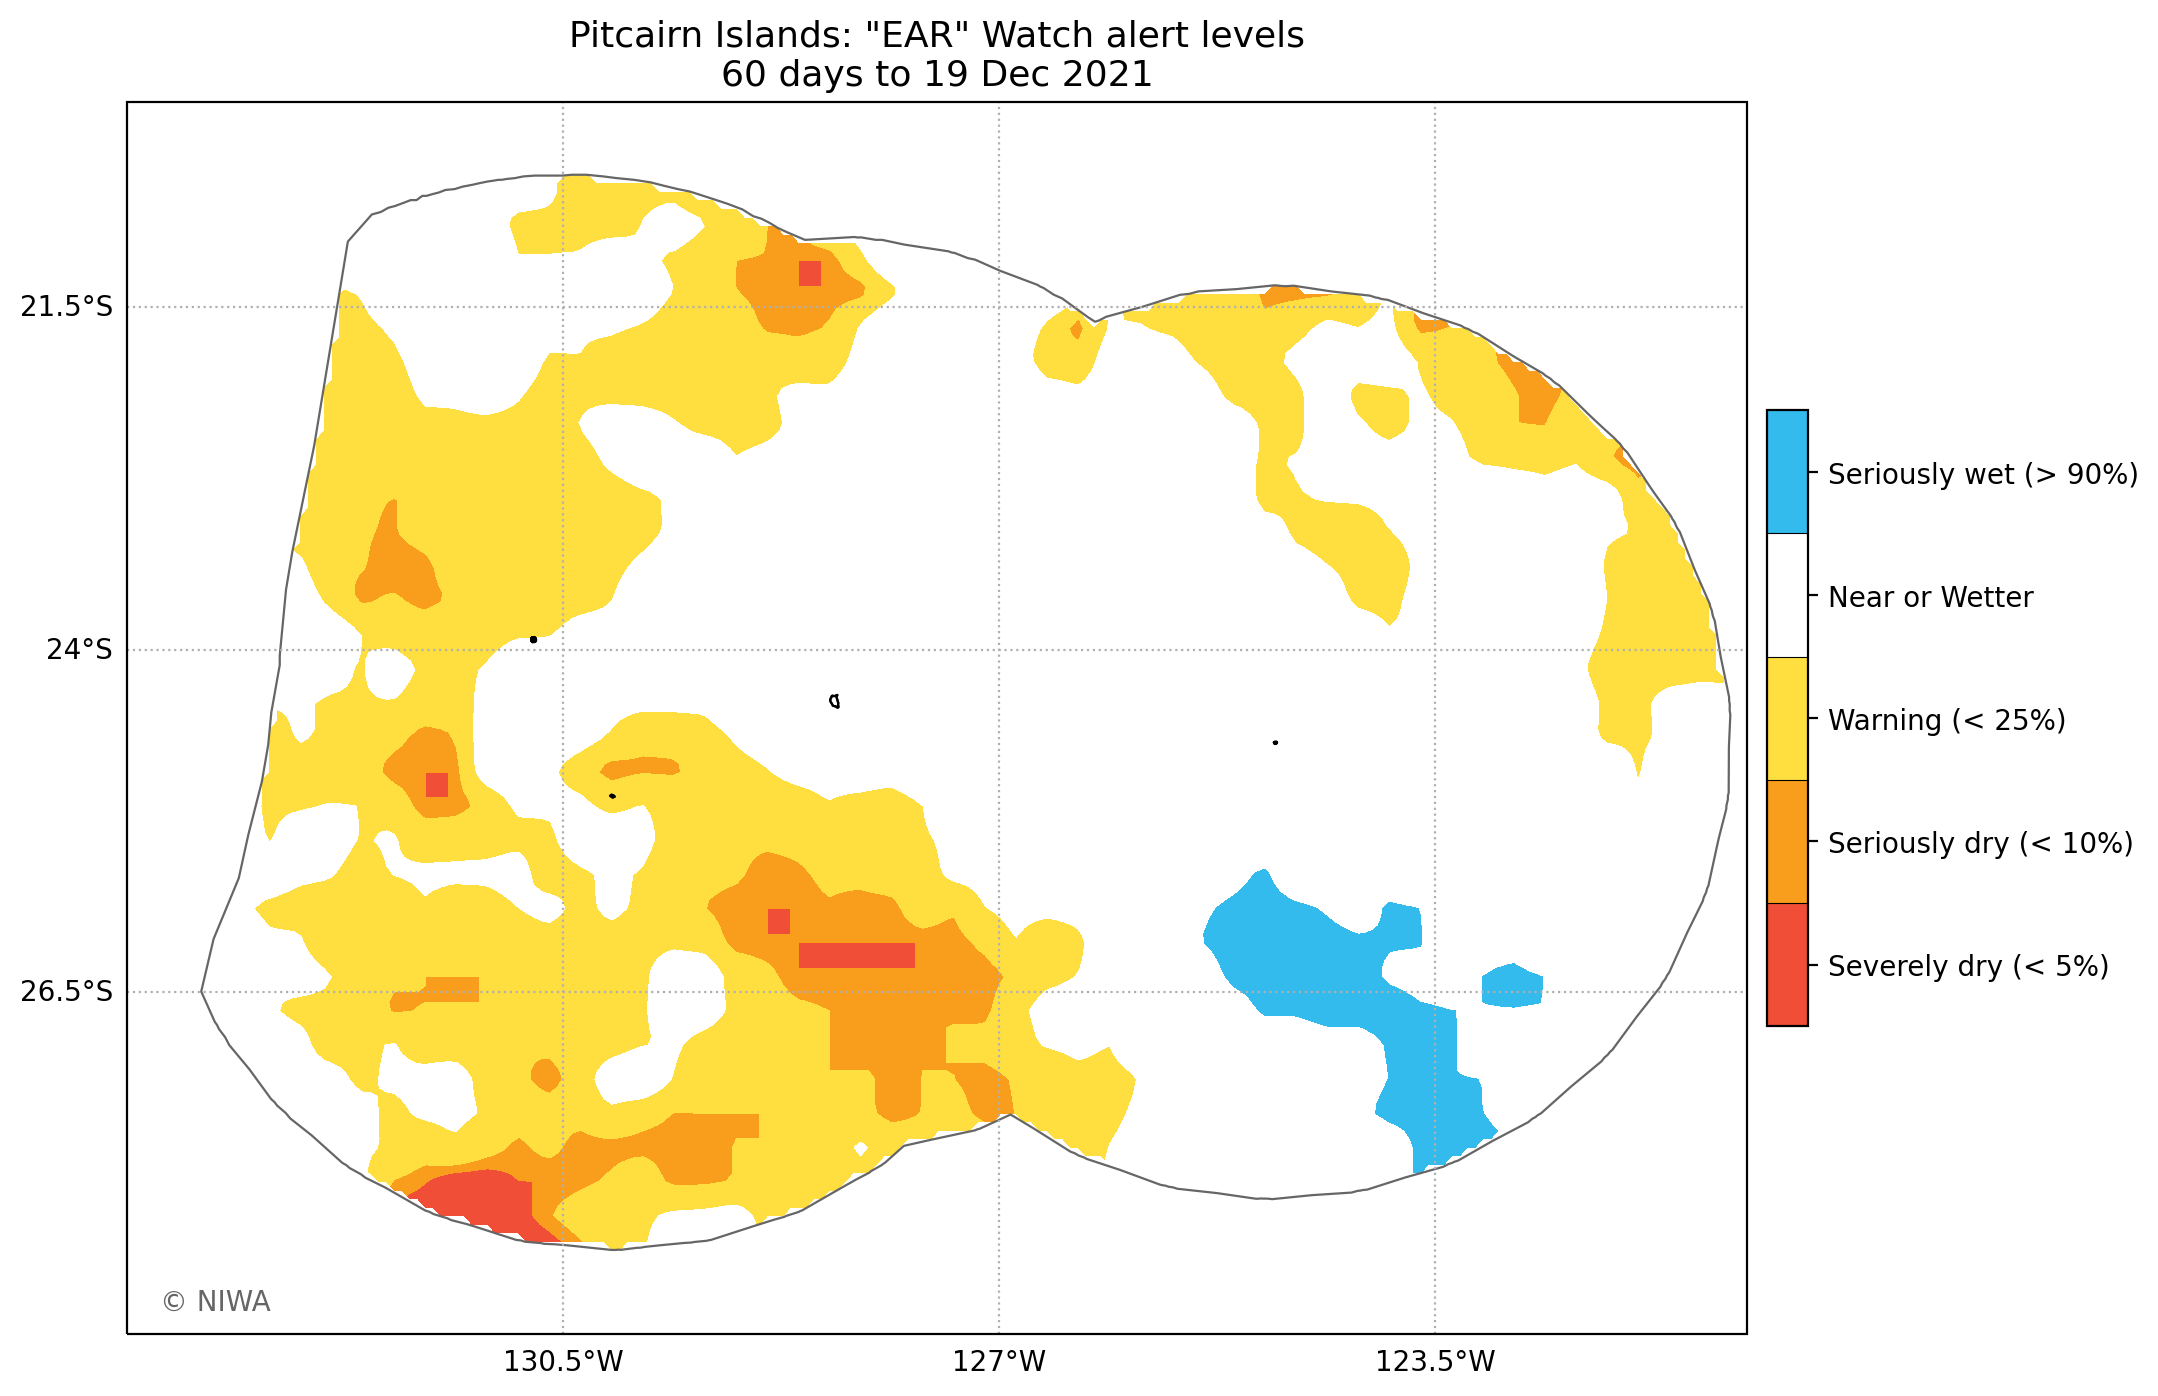 Pitcairn Islands: "EAR" Watch alert levels
60 days to 19 Dec 2021
21.5°S
24°S
26.5°S
130.5°W
127°W
123.5°W
Seriously wet (> 90%)
Near or Wetter
Warning (< 25%)
Seriously dry (< 10%)
Severely dry (< 5%)
© NIWA